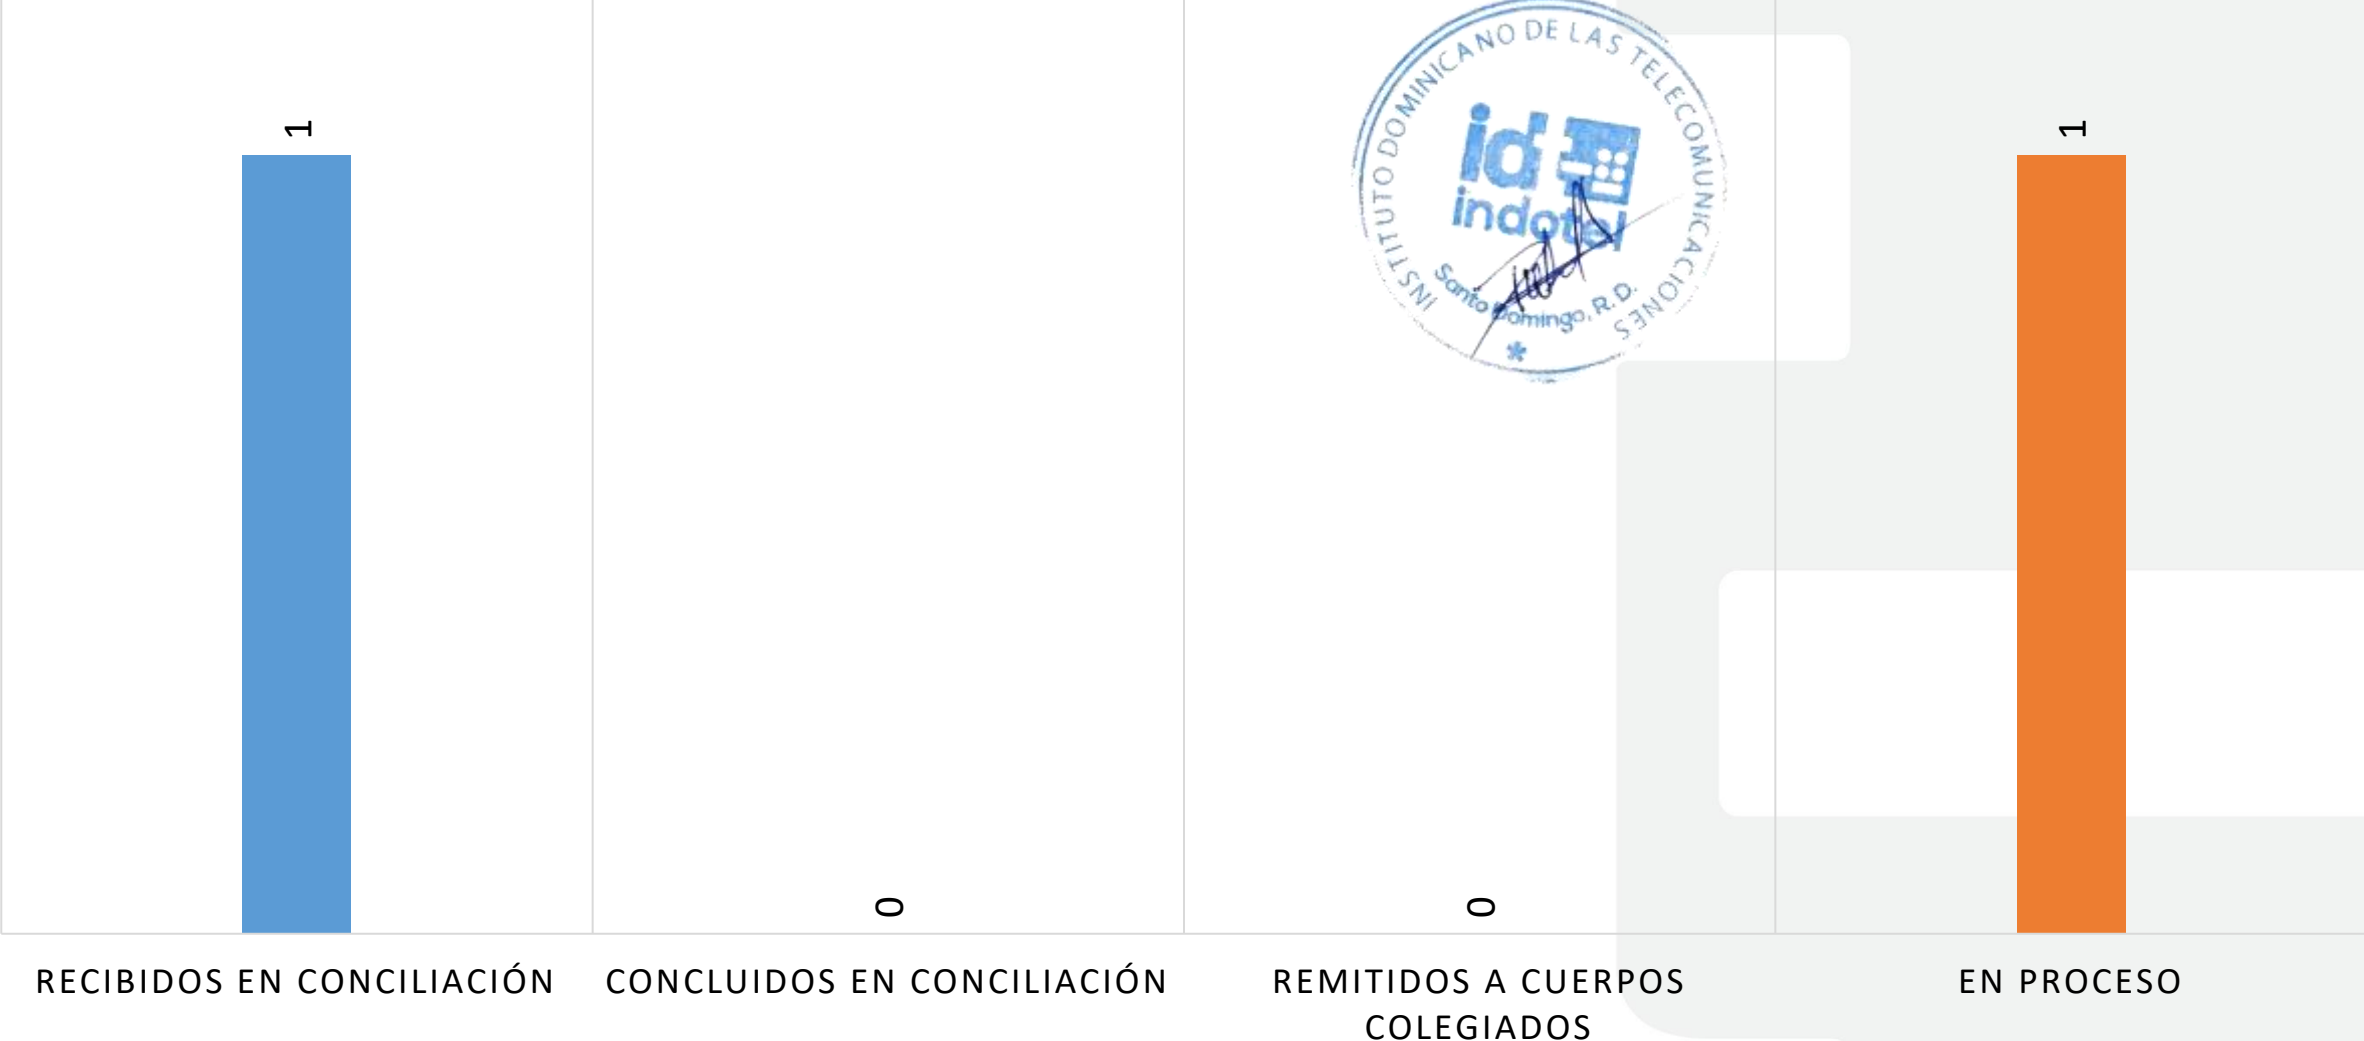 INSTITUTO DOMINICANO DE LAS TELECOMUNICACIONES
id
indotel
Santo Domingo, R.D.
*
1
0
0
1
RECIBIDOS EN CONCILIACIÓN
CONCLUIDOS EN CONCILIACIÓN
REMITIDOS A CUERPOS
COLEGIADOS
EN PROCESO